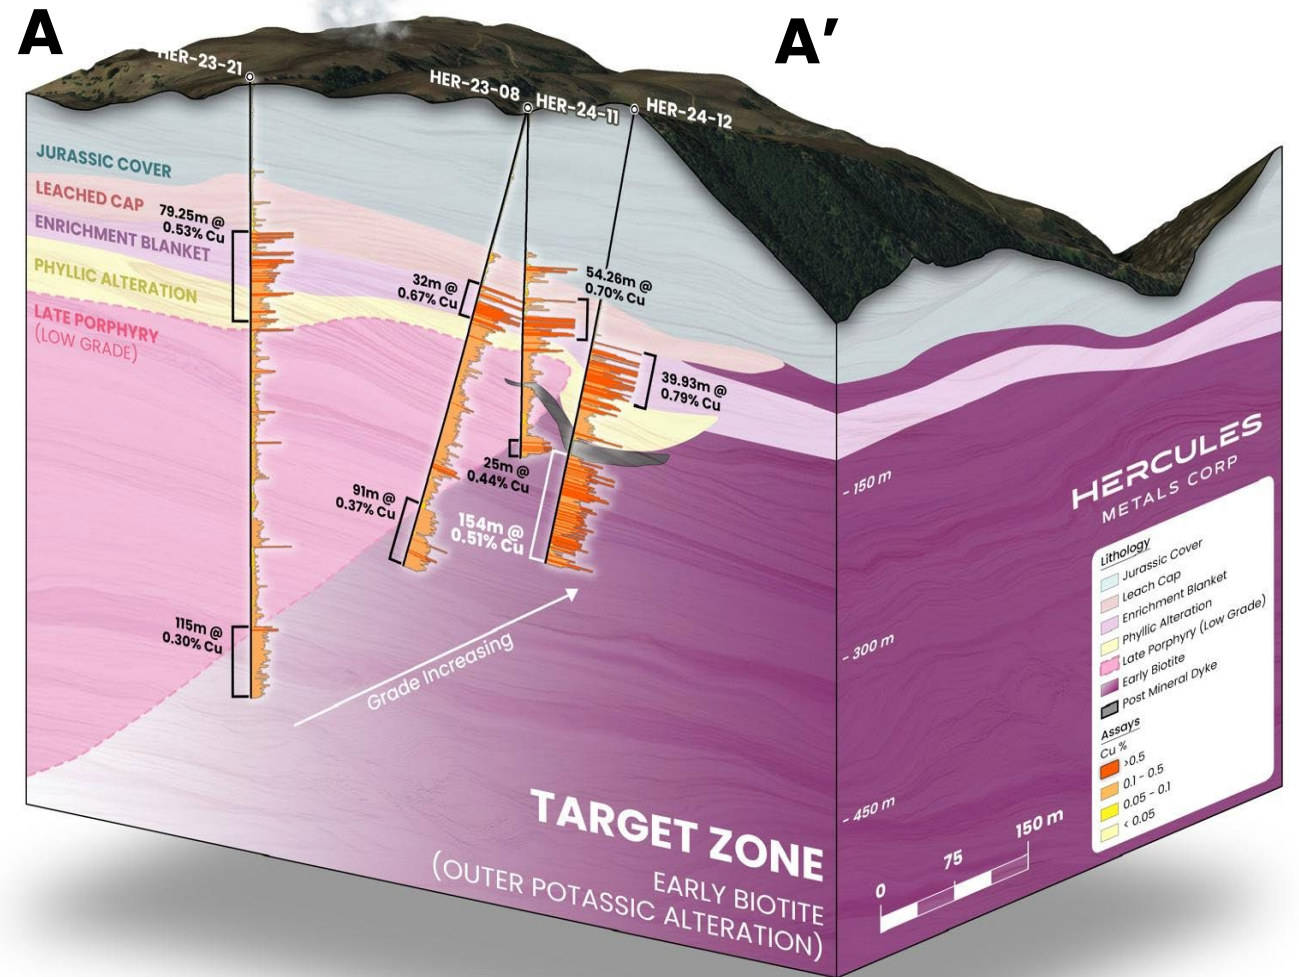 A
A′
HER-23-21
HER-23-08
HER-24-11
HER-24-12
JURASSIC COVER
LEACHED CAP
ENRICHMENT BLANKET
PHYLLIC ALTERATION
LATE PORPHYRY
(LOW GRADE)
79.25m @
0.53% Cu
32m @
0.67% Cu
54.26m @
0.70% Cu
39.93m @
0.79% Cu
25m @
0.44% Cu
91m @
0.37% Cu
154m @
0.51% Cu
115m @
0.30% Cu
Grade Increasing
TARGET ZONE
EARLY BIOTITE
(OUTER POTASSIC ALTERATION)
- 150 m
- 300 m
- 450 m
HERCULES
METALS CORP
Lithology
Jurassic Cover
Leach Cap
Enrichment Blanket
Phyllic Alteration
Late Porphyry (Low Grade)
Early Biotite
Post Mineral Dyke
Assays
Cu %
>0.5
0.1 - 0.5
0.05 - 0.1
< 0.05
0
75
150 m